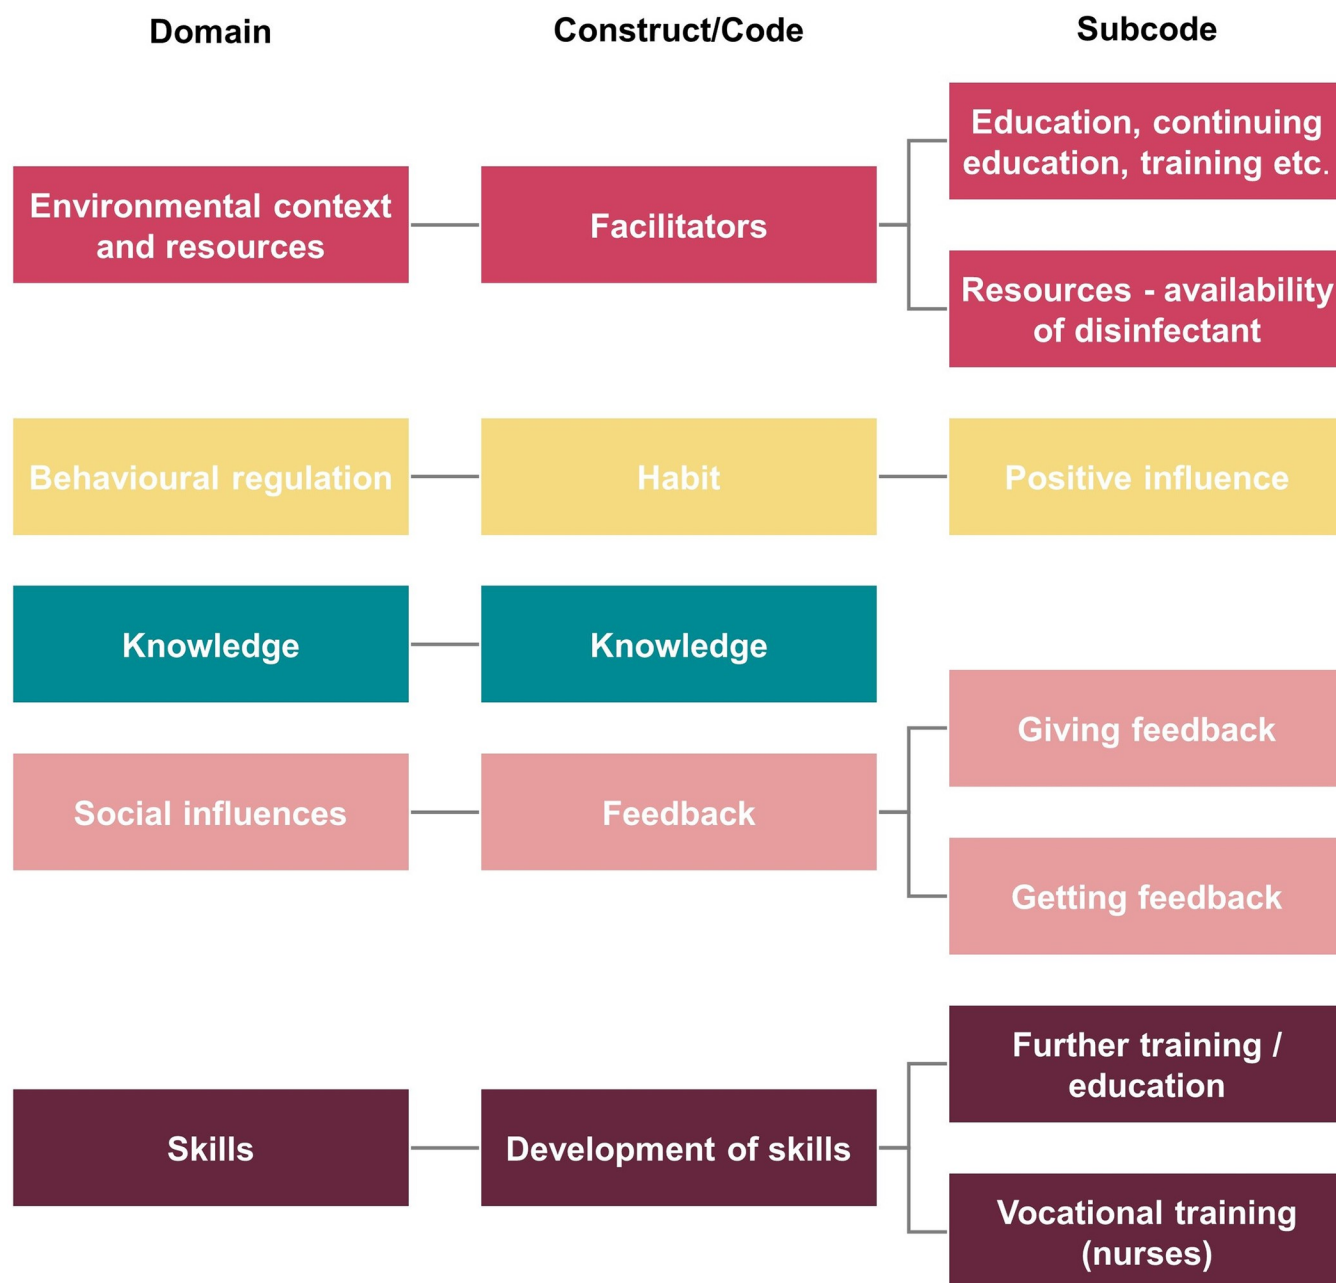 Domain
Construct/Code
Subcode
Environmental context
and resources
Facilitators
Education, continuing
education, training etc.
Resources - availability
of disinfectant
Behavioural regulation
Habit
Positive influence
Knowledge
Knowledge
Social influences
Feedback
Giving feedback
Getting feedback
Skills
Development of skills
Further training /
education
Vocational training
(nurses)